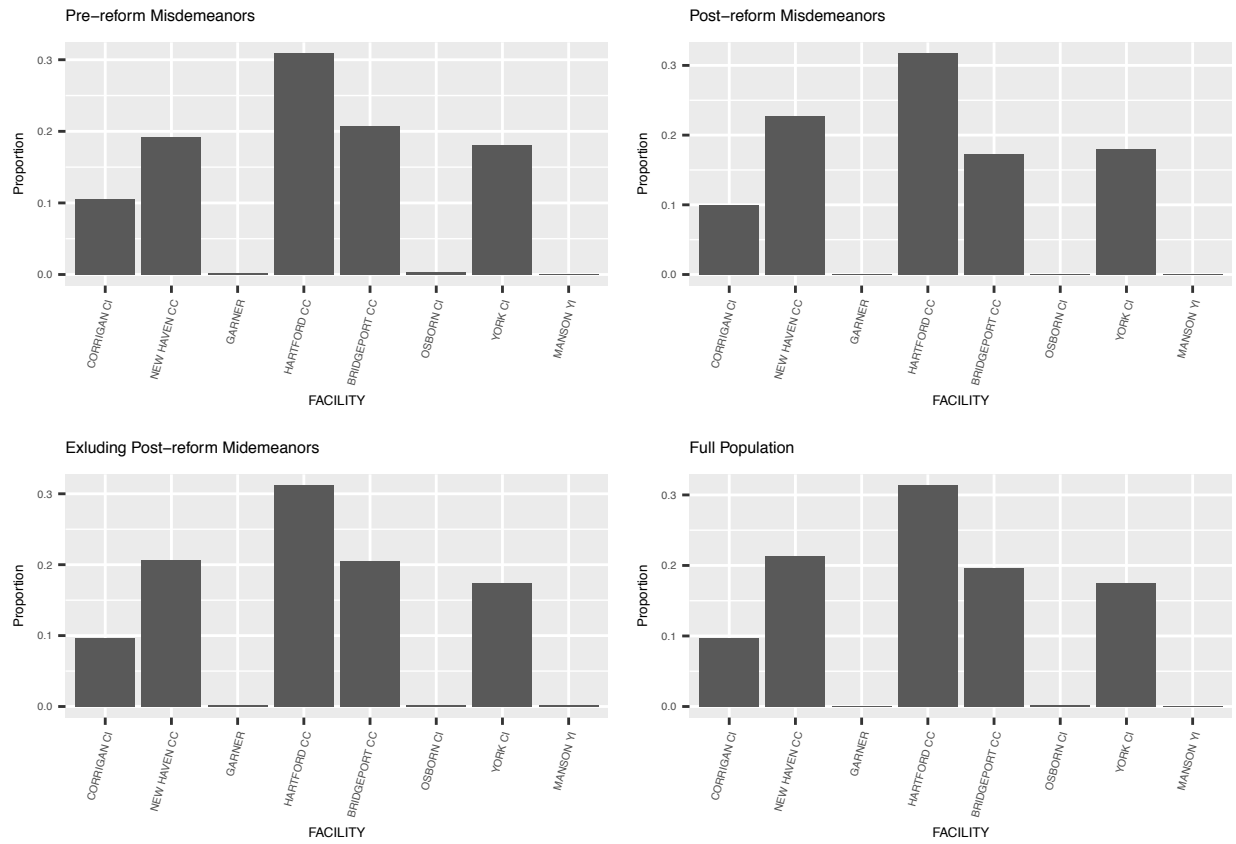 Pre-reform Misdemeanors
Proportion
0.3
0.2
0.1
0.0
CORRIGAN CI
NEW HAVEN CC
GARNER
HARTFORD CC
BRIDGEPORT CC
OSBORN CI
YORK CI
MANSON YI
FACILITY
Post-reform Misdemeanors
Proportion
0.3
0.2
0.1
0.0
CORRIGAN CI
NEW HAVEN CC
GARNER
HARTFORD CC
BRIDGEPORT CC
OSBORN CI
YORK CI
MANSON YI
FACILITY
Exluding Post-reform Midemeanors
Proportion
0.3
0.2
0.1
0.0
CORRIGAN CI
NEW HAVEN CC
GARNER
HARTFORD CC
BRIDGEPORT CC
OSBORN CI
YORK CI
MANSON YI
FACILITY
Full Population
Proportion
0.3
0.2
0.1
0.0
CORRIGAN CI
NEW HAVEN CC
GARNER
HARTFORD CC
BRIDGEPORT CC
OSBORN CI
YORK CI
MANSON YI
FACILITY